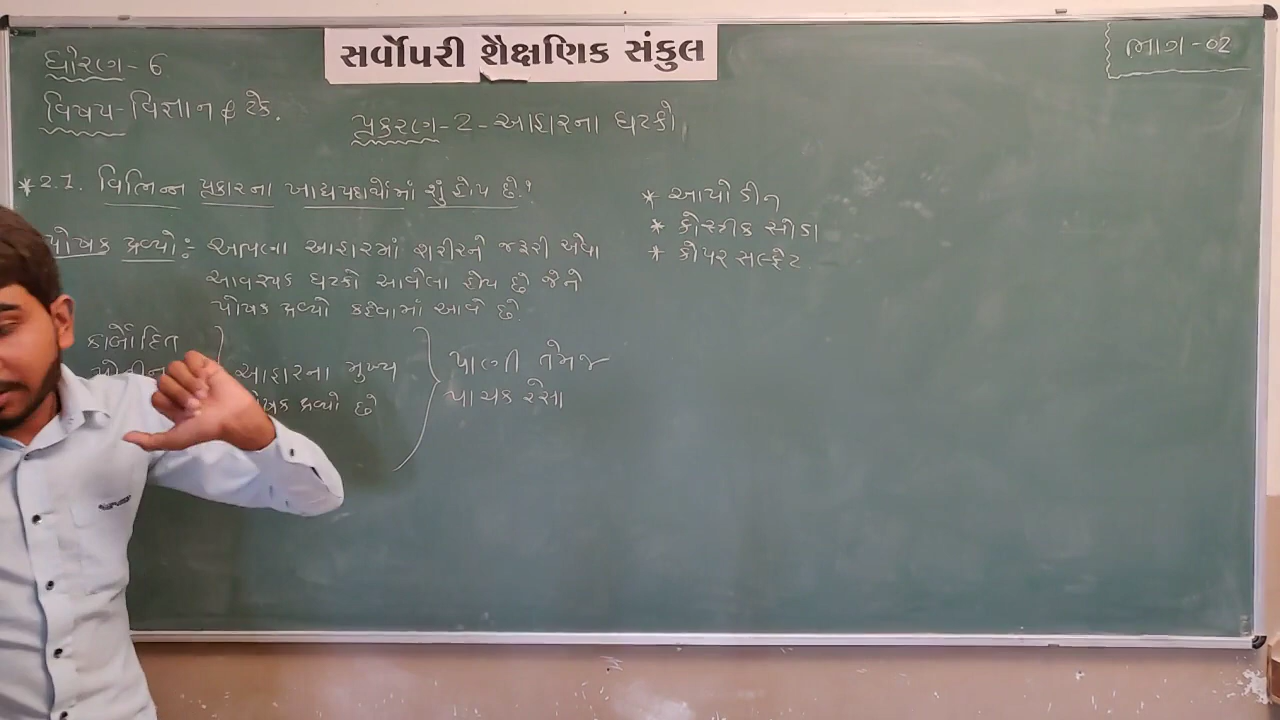 સર્વોપરી શૈક્ષણિક સંકુલ
ભાગ-૦૨
ધોરણ - 6
વિષય - વિજ્ઞાન & ટેક.
પ્રકરણ - 2 - આહારના ઘટકો
* 2.1. વિભિન્ન પ્રકારના ખાદ્યપદાર્થોમાં શું હોય છે?
પોષક દ્રવ્યો:- આપણા આહારમાં શરીરને જરૂરી એવા
આવશ્યક ઘટકો આવેલા હોય છે જેને
પોષક દ્રવ્યો કહેવામાં આવે છે.
કાર્બોદિત
આહારના મુખ્ય
દ્રવ્યો છે
પાણી તેમજ
પાચક રેસા
* આયોડીન
* કોસ્ટીક સોડા
* કોપર સલ્ફેટ